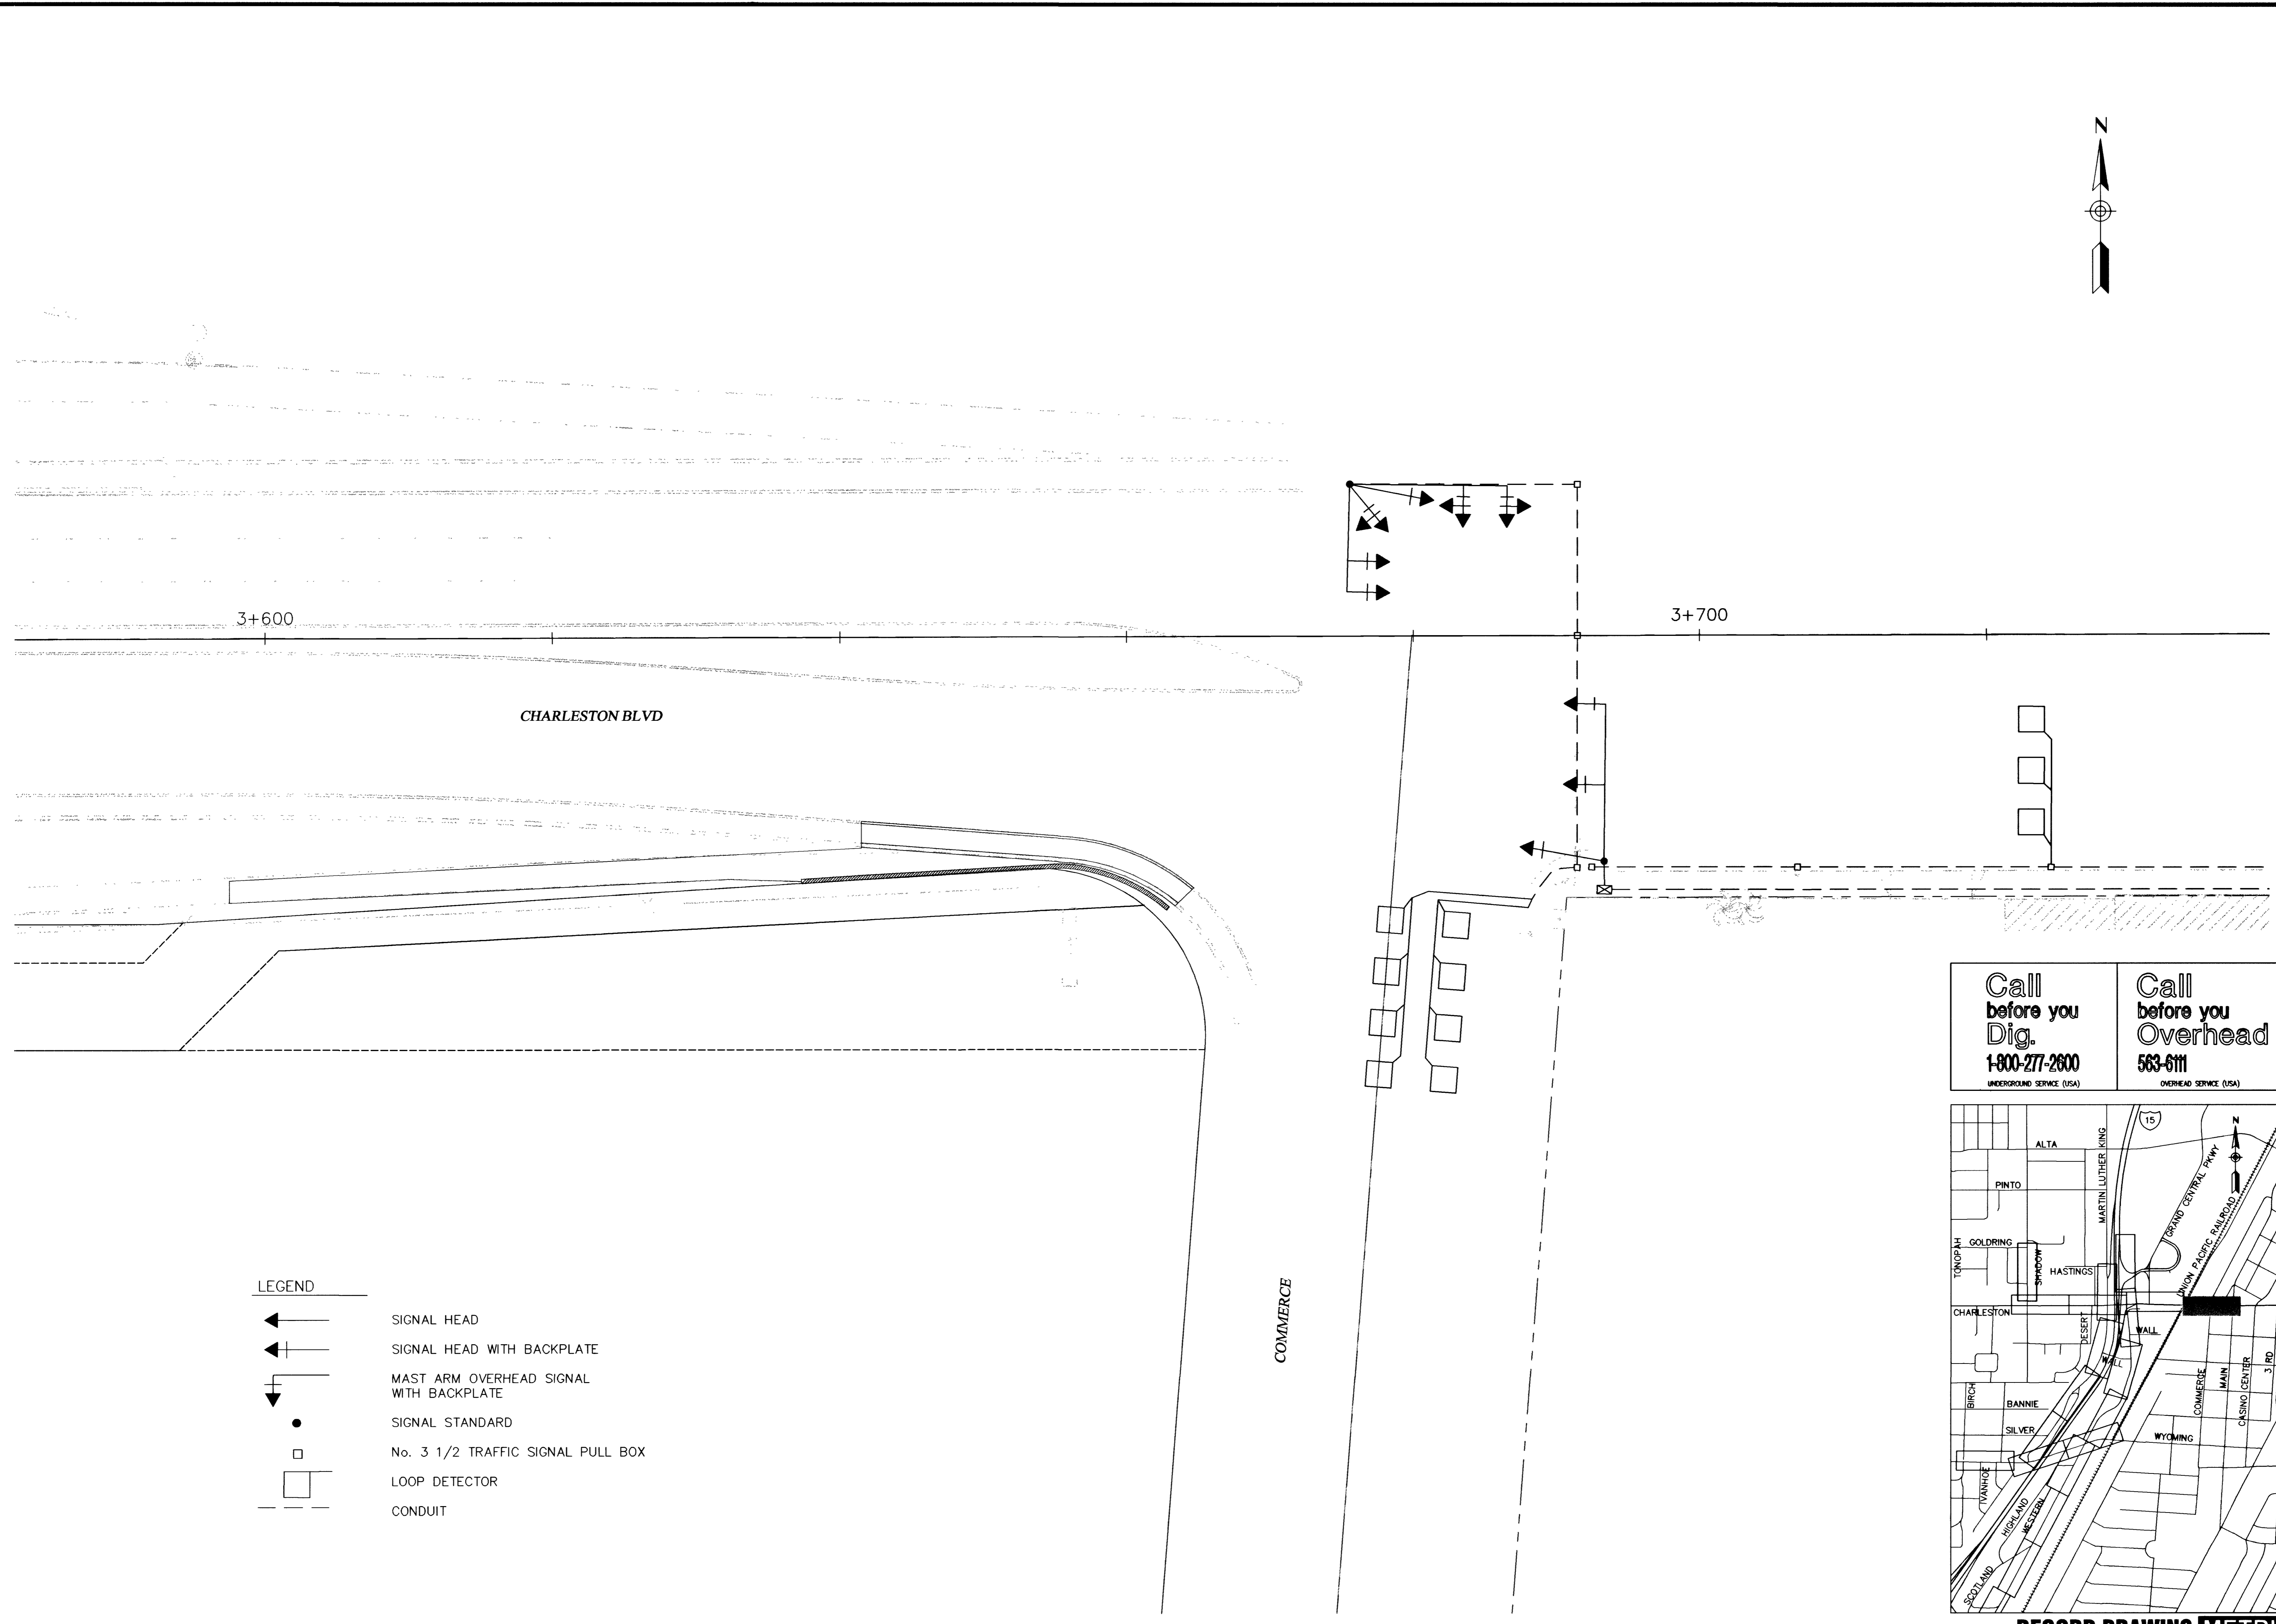 N
3+600
3+700
CHARLESTON BLVD
COMMERCE
Call
before you
Dig.
1-800-277-2600
UNDERGROUND SERVICE (USA)
Call
before you
Overhead
563-6111
OVERHEAD SERVICE (USA)
15
N
ALTA
MARTIN LUTHER KING
GRAND CENTRAL PKWY
PINTO
UNION PACIFIC RAILROAD
TONOPAH
GOLDRING
SHADOW
HASTINGS
CHARLESTON
DESERT
WALL
WALL
COMMERCE
MAIN
CASINO CENTER
3 RD
BIRCH
BANNIE
SILVER
WYOMING
IVANHOE
HIGHLAND
WESTERN
SCOTLAND
LEGEND
SIGNAL HEAD
SIGNAL HEAD WITH BACKPLATE
MAST ARM OVERHEAD SIGNAL
WITH BACKPLATE
SIGNAL STANDARD
No. 3 1/2 TRAFFIC SIGNAL PULL BOX
LOOP DETECTOR
CONDUIT
RECORD DRAWING